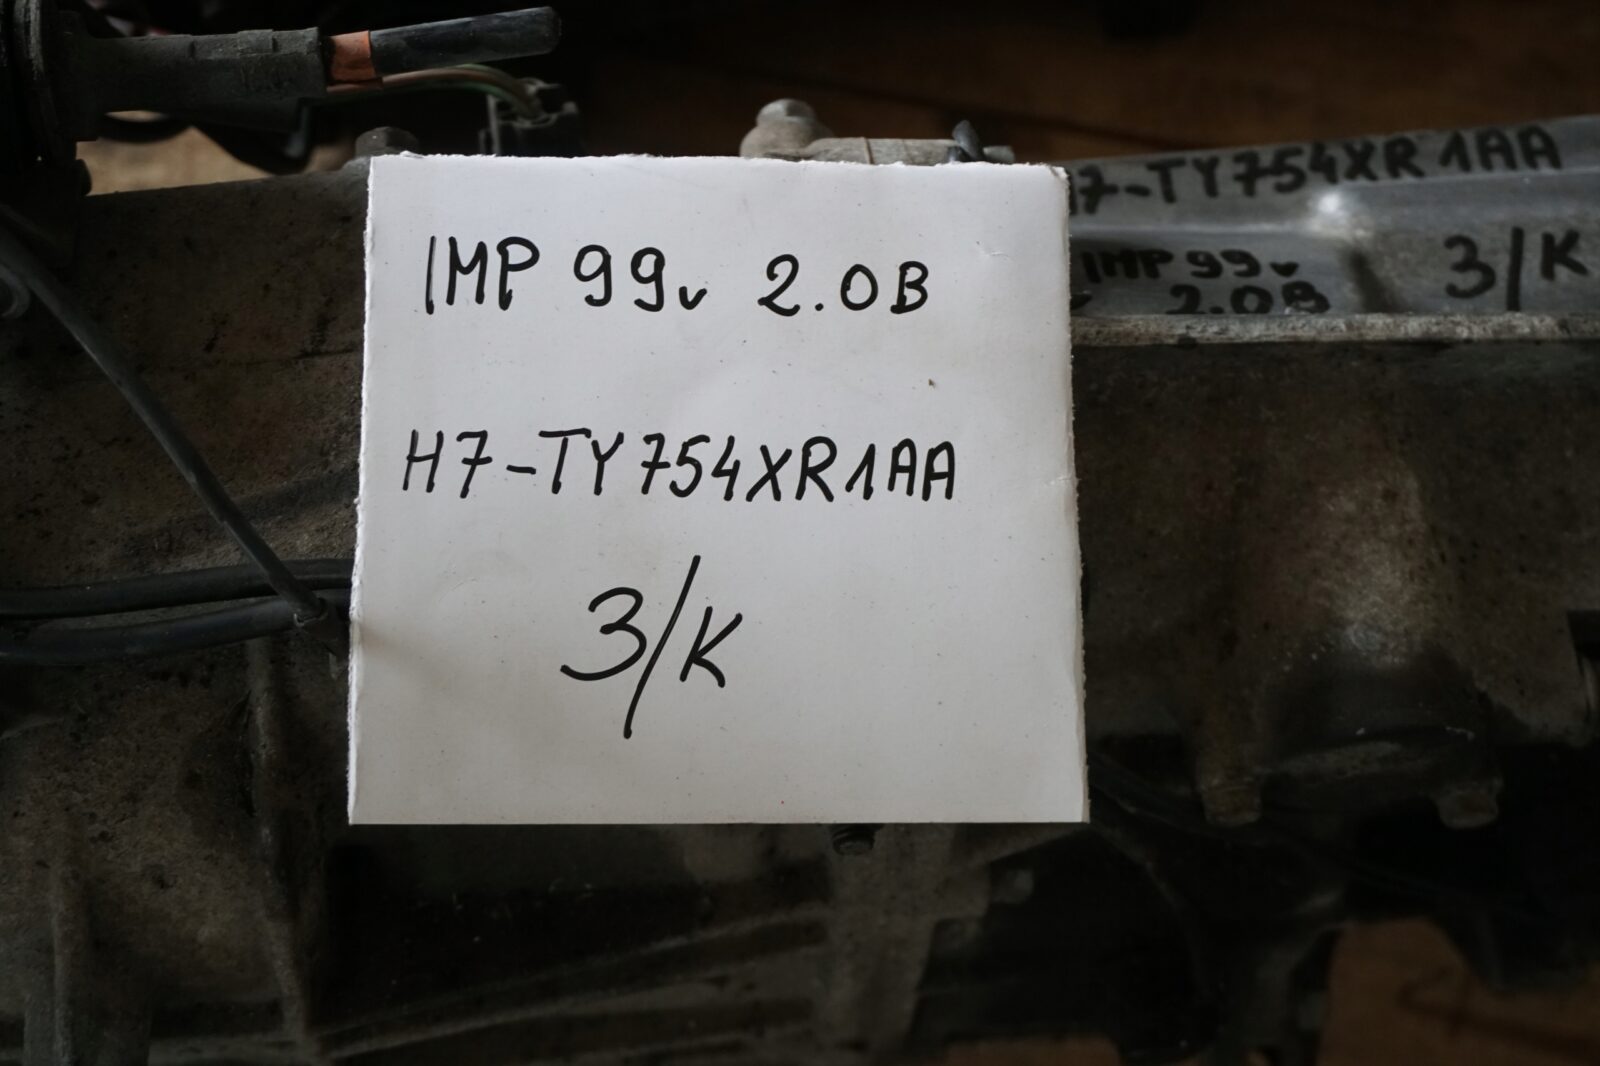 IMP 99v 2.0B
H7-TY754XR1AA
3/K
H7-TY754XR1AA
IMP 99v
2.0B
3/K